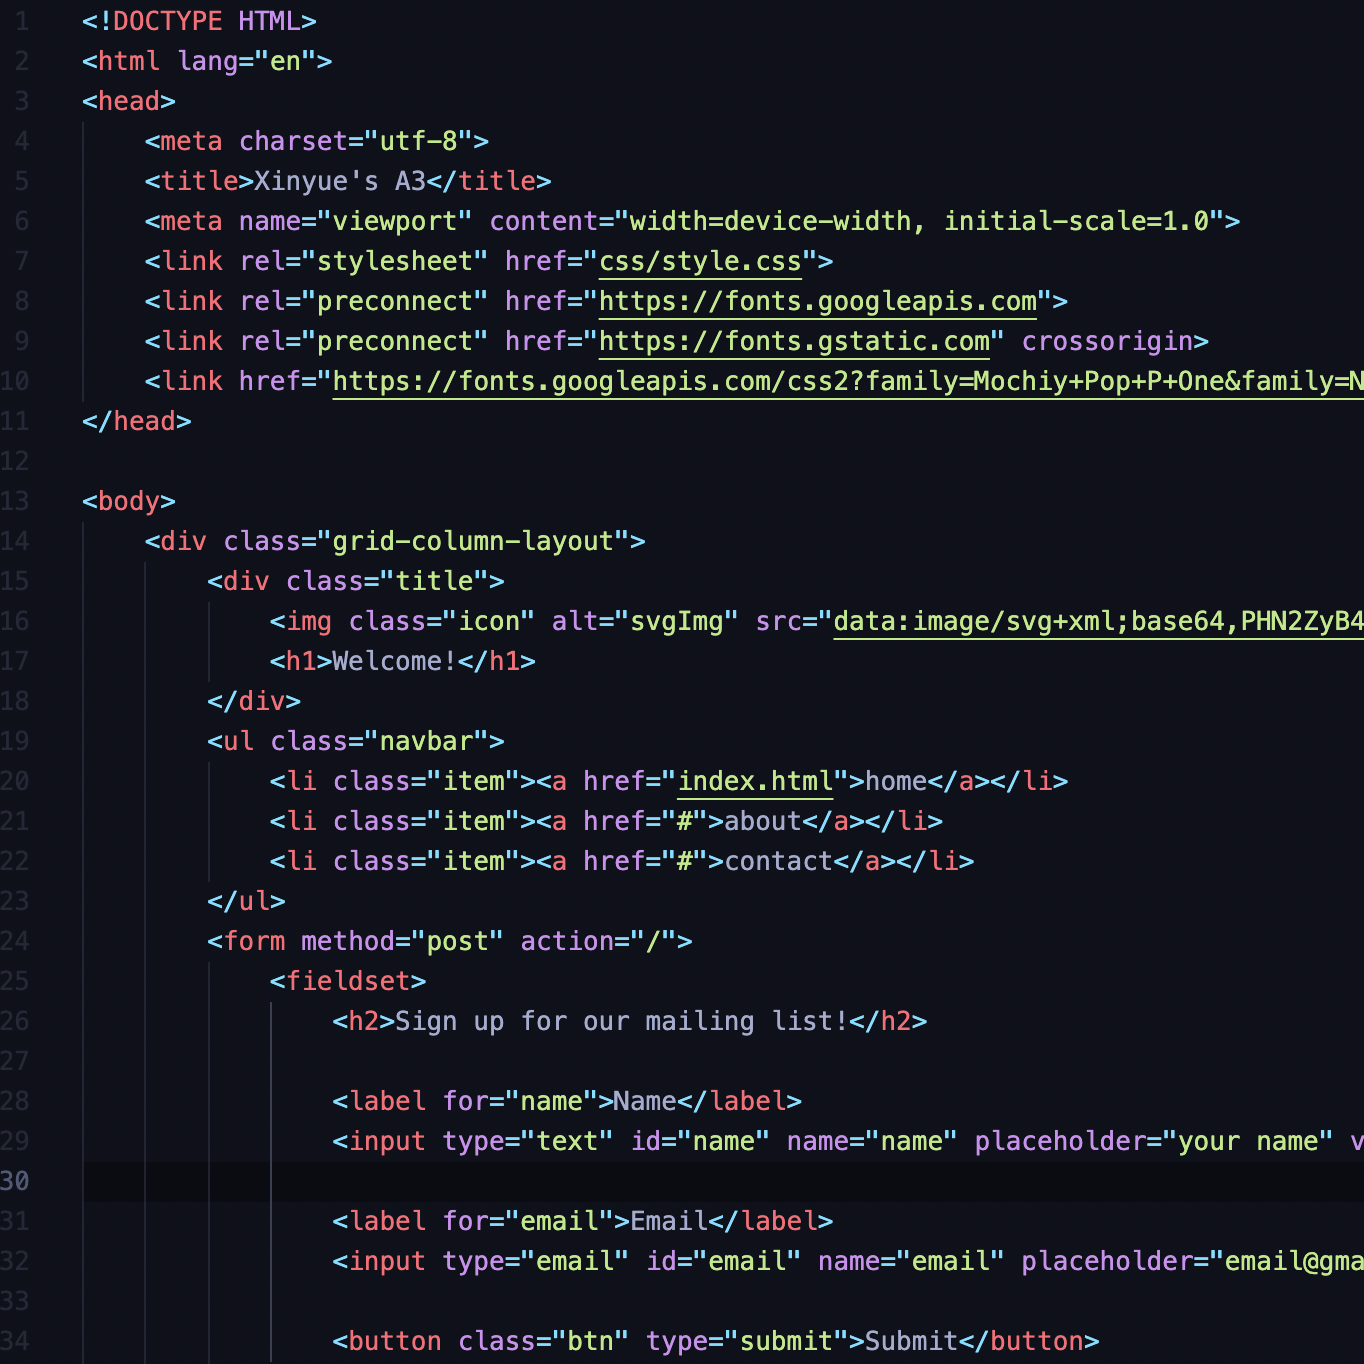 1 <!DOCTYPE HTML>
2 <html lang="en">
3 <head>
4     <meta charset="utf-8">
5     <title>Xinyue's A3</title>
6     <meta name="viewport" content="width=device-width, initial-scale=1.0">
7     <link rel="stylesheet" href="css/style.css">
8     <link rel="preconnect" href="https://fonts.googleapis.com">
9     <link rel="preconnect" href="https://fonts.gstatic.com" crossorigin>
10     <link href="https://fonts.googleapis.com/css2?family=Mochiy+Pop+P+One&family=N
11 </head>
12
13 <body>
14     <div class="grid-column-layout">
15         <div class="title">
16             <img class="icon" alt="svgImg" src="data:image/svg+xml;base64,PHN2ZyB4
17             <h1>Welcome!</h1>
18         </div>
19         <ul class="navbar">
20             <li class="item"><a href="index.html">home</a></li>
21             <li class="item"><a href="#">about</a></li>
22             <li class="item"><a href="#">contact</a></li>
23         </ul>
24         <form method="post" action="/">
25             <fieldset>
26                 <h2>Sign up for our mailing list!</h2>
27
28                 <label for="name">Name</label>
29                 <input type="text" id="name" name="name" placeholder="your name" v
30
31                 <label for="email">Email</label>
32                 <input type="email" id="email" name="email" placeholder="email@gma
33
34                 <button class="btn" type="submit">Submit</button>